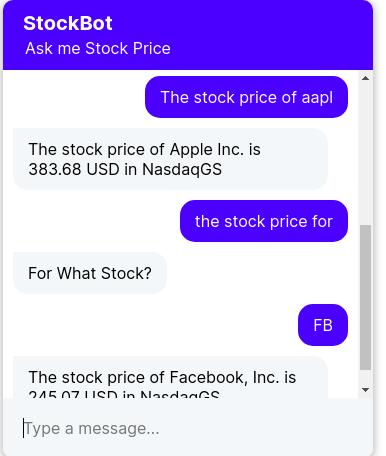 StockBot
Ask me Stock Price
The stock price of aapl
The stock price of Apple Inc. is
383.68 USD in NasdaqGS
the stock price for
For What Stock?
FB
The stock price of Facebook, Inc. is
245.07 USD in NasdaqGS
Type a message...